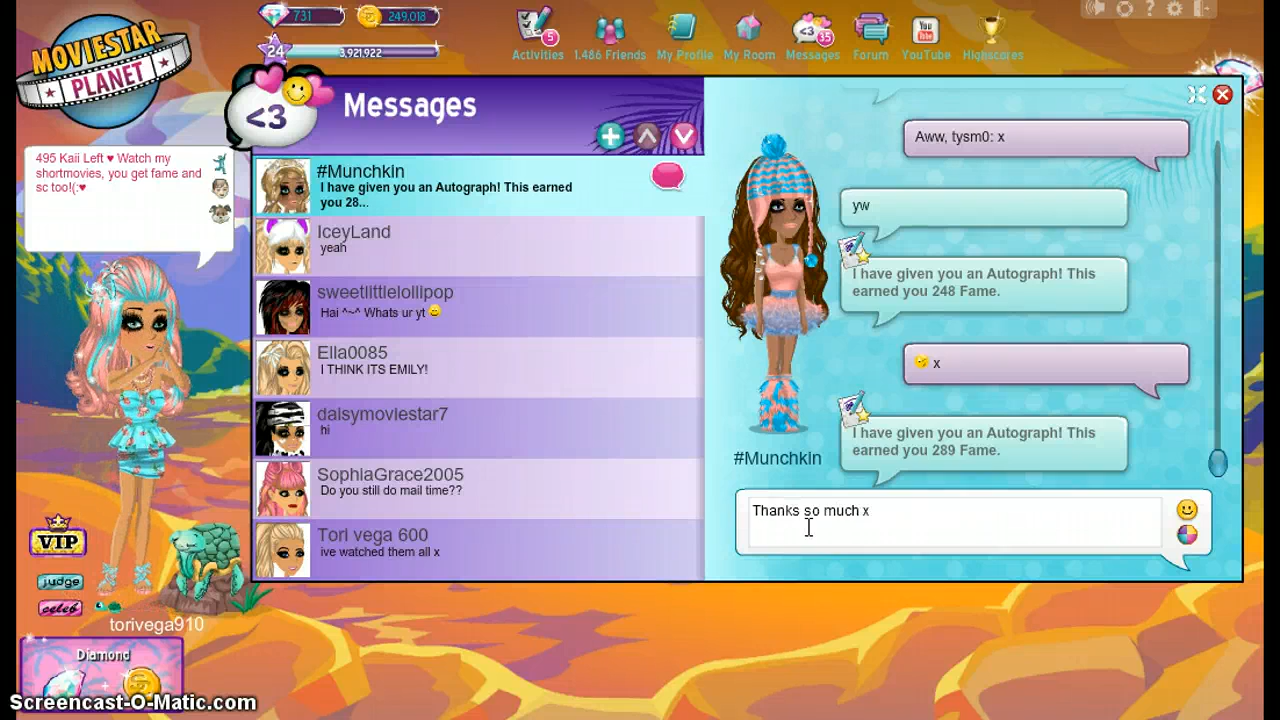 MOVIESTAR
PLANET
731
249,018
24
3,921,922
5
35
<3
Activities
1.486 Friends
My Profile
My Room
Messages
Forum
You
Tube
YouTube
Highscores
495 Kaii Left ♥ Watch my
shortmovies, you get fame and
sc too!(:♥
<3
Messages
#Munchkin
I have given you an Autograph! This earned
you 28...
IceyLand
yeah
sweetlittlelollipop
Hai ^~^ Whats ur yt 😊
Ella0085
I THINK ITS EMILY!
daisymoviestar7
hi
SophiaGrace2005
Do you still do mail time??
Tori vega 600
ive watched them all x
Aww, tysm0: x
yw
I have given you an Autograph! This
earned you 248 Fame.
😉 x
I have given you an Autograph! This
earned you 289 Fame.
#Munchkin
Thanks so much x
VIP
judge
celeb
torivega910
Diamond
Screencast-O-Matic.com